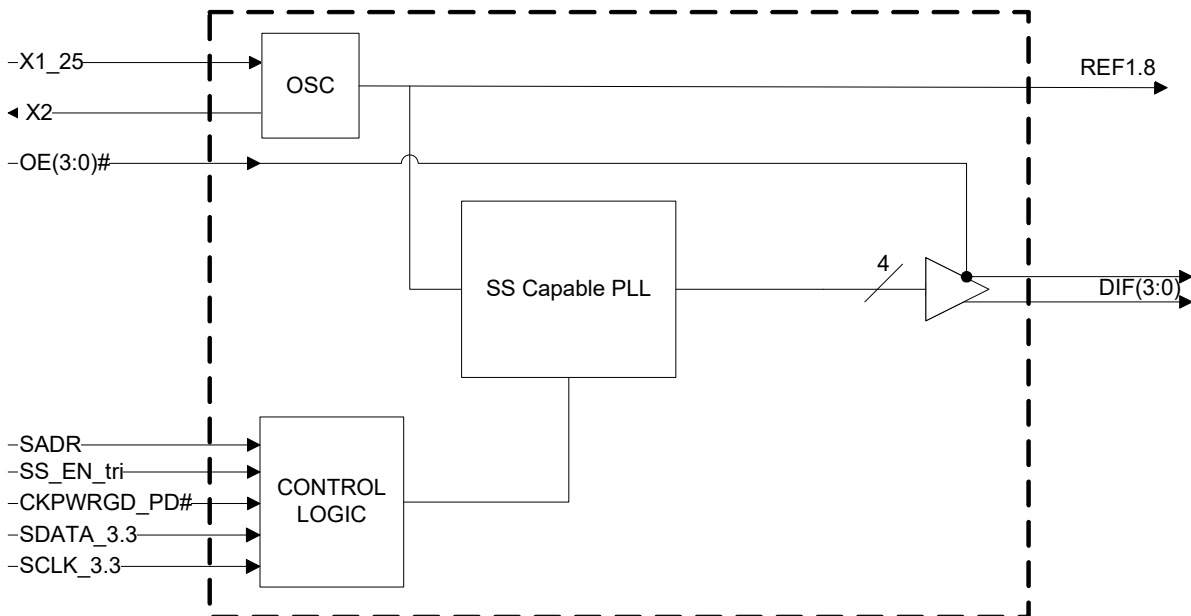 X1_25
OSC
REF1.8
X2
OE(3:0)#
4
SS Capable PLL
DIF(3:0)
SADR
SS_EN_tri
CKPWRGD_PD#
SDATA_3.3
SCLK_3.3
CONTROL
LOGIC